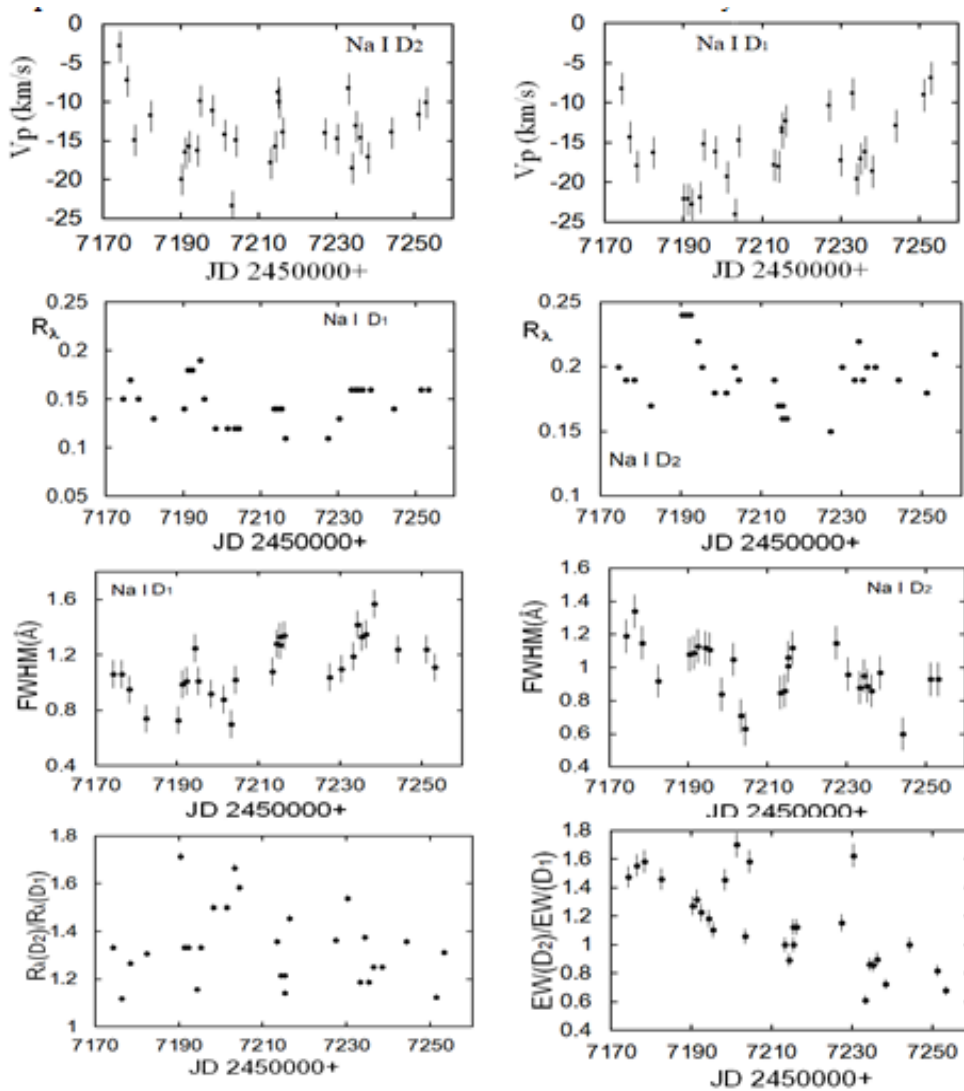 0
-5
-10
-15
-20
-25
Vp (km/s)
Na I D2
7170 7190 7210 7230 7250
JD 2450000+
0
-5
-10
-15
-20
-25
Vp (km/s)
Na I D1
7170 7190 7210 7230 7250
JD 2450000+
0.25
0.2
0.15
0.1
0.05
Rλ
Na I D1
7170 7190 7210 7230 7250
JD 2450000+
0.25
0.2
0.15
0.1
Rλ
Na I D2
7170 7190 7210 7230 7250
JD 2450000+
1.6
1.2
0.8
0.4
FWHM(Å)
Na I D1
7170 7190 7210 7230 7250
JD 2450000+
1.6
1.4
1.2
1
0.8
0.6
0.4
FWHM(Å)
Na I D2
7170 7190 7210 7230 7250
JD 2450000+
1.8
1.6
1.4
1.2
1
Rλ(D2)/Rλ(D1)
7170 7190 7210 7230 7250
JD 2450000+
1.8
1.6
1.4
1.2
1
0.8
0.6
0.4
EW(D2)/EW(D1)
7170 7190 7210 7230 7250
JD 2450000+